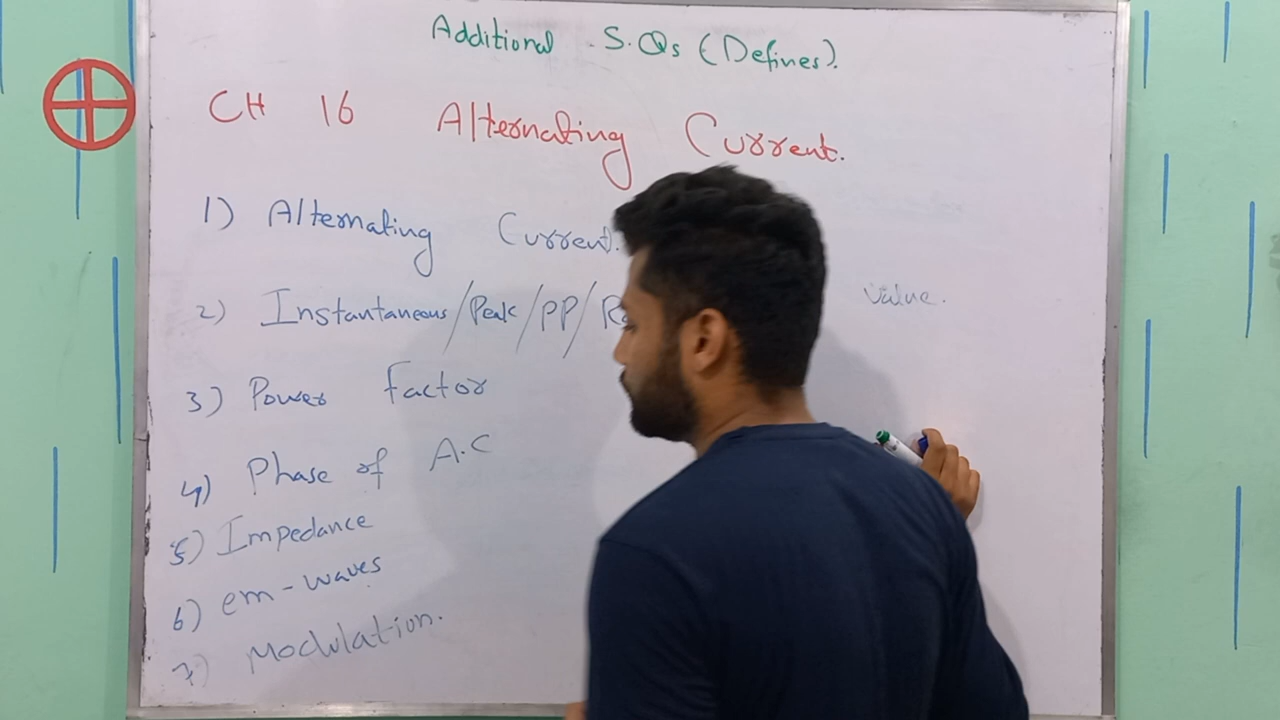 Additional S.Qs (Defines).
CH 16 Alternating Current.
1) Alternating Current.
2) Instantaneous/Peak/PP/ value.
3) Power factor
4) Phase of A.C
5) Impedance
6) em-waves
7) Modulation.